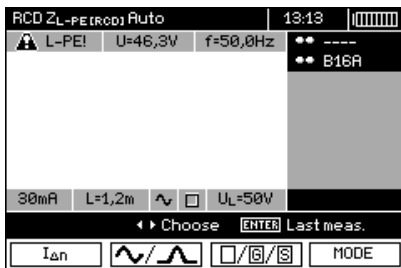 RCD ZL-PE[RCD] Auto 13:13
L-PE! U=46,3V f=50,0Hz
----
B16A
30mA L=1,2m UL=50V
Choose ENTER Last meas.
IΔn / □/G/S MODE